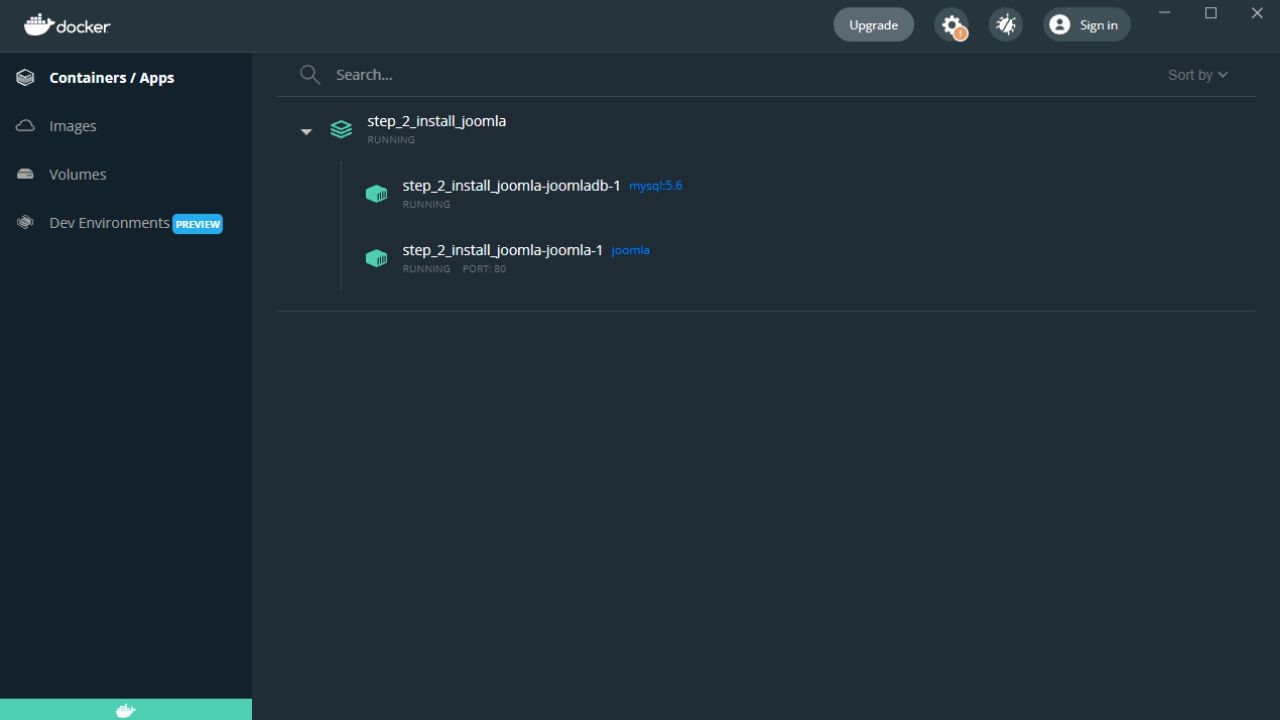 docker
Upgrade
!
Sign in
Containers / Apps
Images
Volumes
Dev Environments PREVIEW
Search...
Sort by
step_2_install_joomla
RUNNING
step_2_install_joomla-joomladb-1 mysql:5.6
RUNNING
step_2_install_joomla-joomla-1 joomla
RUNNING PORT: 80